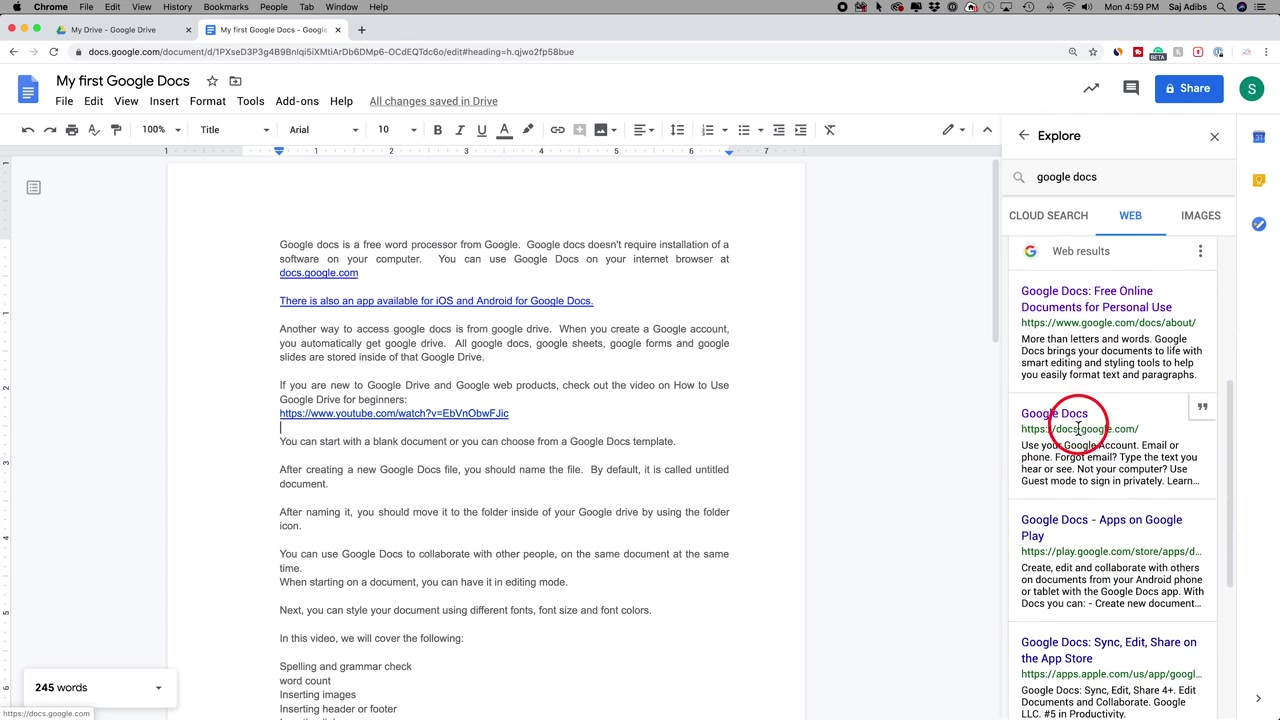 Chrome File Edit View History Bookmarks People Tab Window Help Mon 4:59 PM Saj Adibs
My Drive - Google Drive
My first Google Docs - Google
docs.google.com/document/d/1PXseD3P3g4B9BnIqi5iXMtiArDb6DMp6-OCdEQTdc6o/edit#heading=h.qjwo2fp58bue
BETA
My first Google Docs
File Edit View Insert Format Tools Add-ons Help All changes saved in Drive
Share
S
100% Title Arial 10 B I U A
1 1 2 3 4 5 6 7
Google docs is a free word processor from Google. Google docs doesn't require installation of a
software on your computer. You can use Google Docs on your internet browser at
docs.google.com
There is also an app available for iOS and Android for Google Docs.
Another way to access google docs is from google drive. When you create a Google account,
you automatically get google drive. All google docs, google sheets, google forms and google
slides are stored inside of that Google Drive.
If you are new to Google Drive and Google web products, check out the video on How to Use
Google Drive for beginners:
https://www.youtube.com/watch?v=EbVnObwFJic
You can start with a blank document or you can choose from a Google Docs template.
After creating a new Google Docs file, you should name the file. By default, it is called untitled
document.
After naming it, you should move it to the folder inside of your Google drive by using the folder
icon.
You can use Google Docs to collaborate with other people, on the same document at the same
time.
When starting on a document, you can have it in editing mode.
Next, you can style your document using different fonts, font size and font colors.
In this video, we will cover the following:
Spelling and grammar check
word count
Inserting images
Inserting header or footer
245 words
https://docs.google.com
Explore
google docs
CLOUD SEARCH WEB IMAGES
Web results
Google Docs: Free Online
Documents for Personal Use
https://www.google.com/docs/about/
More than letters and words. Google
Docs brings your documents to life with
smart editing and styling tools to help
you easily format text and paragraphs.
Google Docs
https://docs.google.com/
Use your Google Account. Email or
phone. Forgot email? Type the text you
hear or see. Not your computer? Use
Guest mode to sign in privately. Learn...
Google Docs - Apps on Google
Play
https://play.google.com/store/apps/d...
Create, edit and collaborate with others
on documents from your Android phone
or tablet with the Google Docs app. With
Docs you can: - Create new document...
Google Docs: Sync, Edit, Share on
the App Store
https://apps.apple.com/us/app/googl...
Google Docs: Sync, Edit, Share 4+. Edit
Documents and Collaborate. Google
LLC. #5 in Productivity.